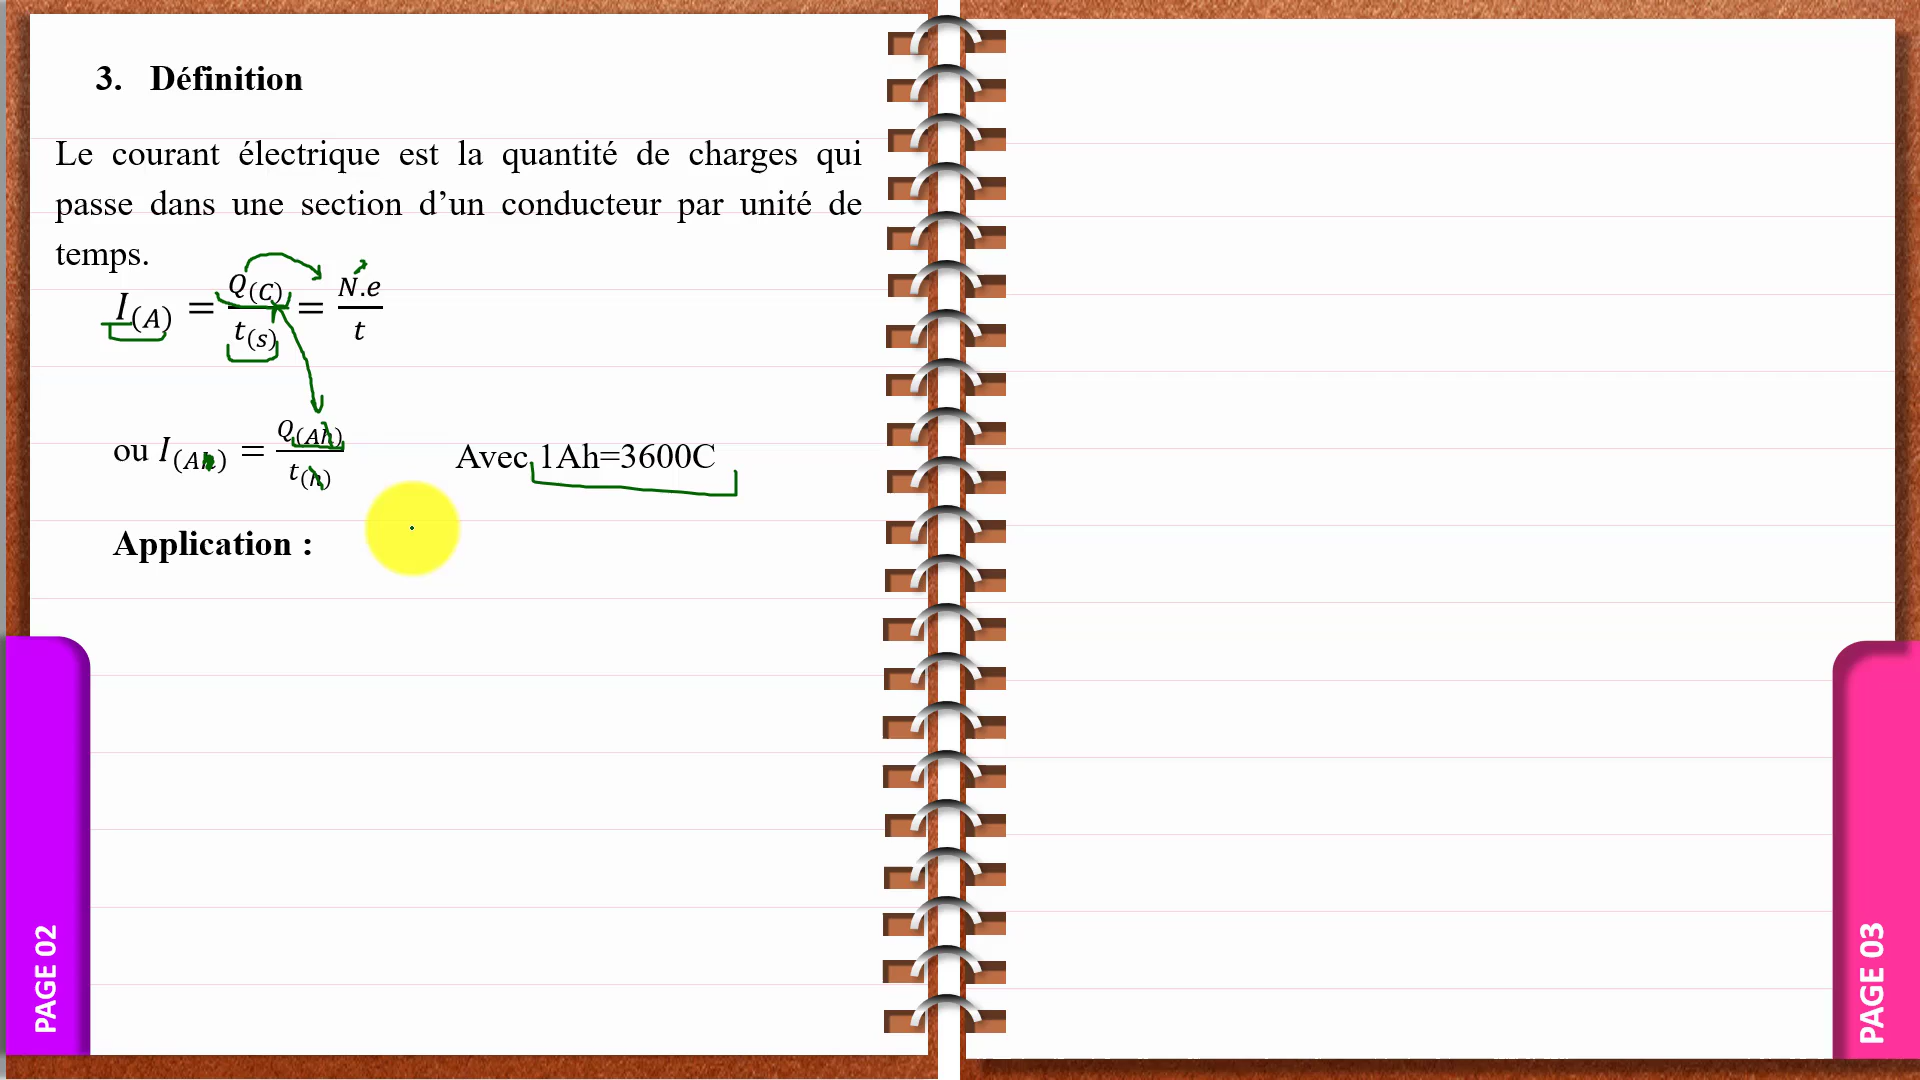 3. Définition
Le courant électrique est la quantité de charges qui
passe dans une section d’un conducteur par unité de
temps.
I(A) = Q(C)/t(s) = N.e/t
ou I(Ah) = Q(Ah)/t(h) Avec 1Ah=3600C
Application :
PAGE 02
PAGE 03